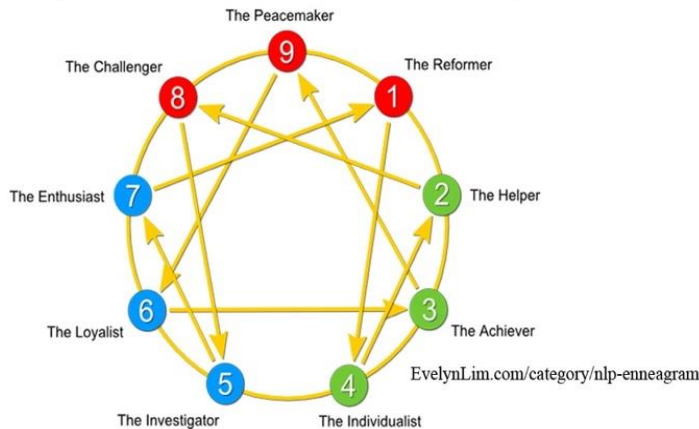 The Peacemaker
9
The Challenger
8
The Reformer
1
The Enthusiast
7
The Helper
2
The Loyalist
6
The Achiever
3
The Investigator
5
The Individualist
4
EvelynLim.com/category/nlp-enneagram